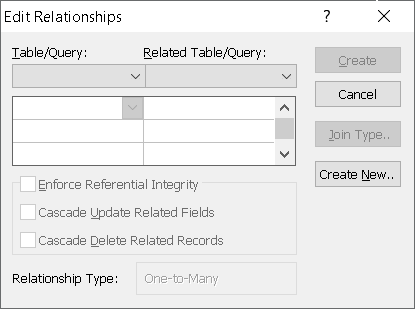 Edit Relationships ?
Table/Query: Related Table/Query:
Create
Cancel
Join Type..
Create New..
Enforce Referential Integrity
Cascade Update Related Fields
Cascade Delete Related Records
Relationship Type: One-to-Many